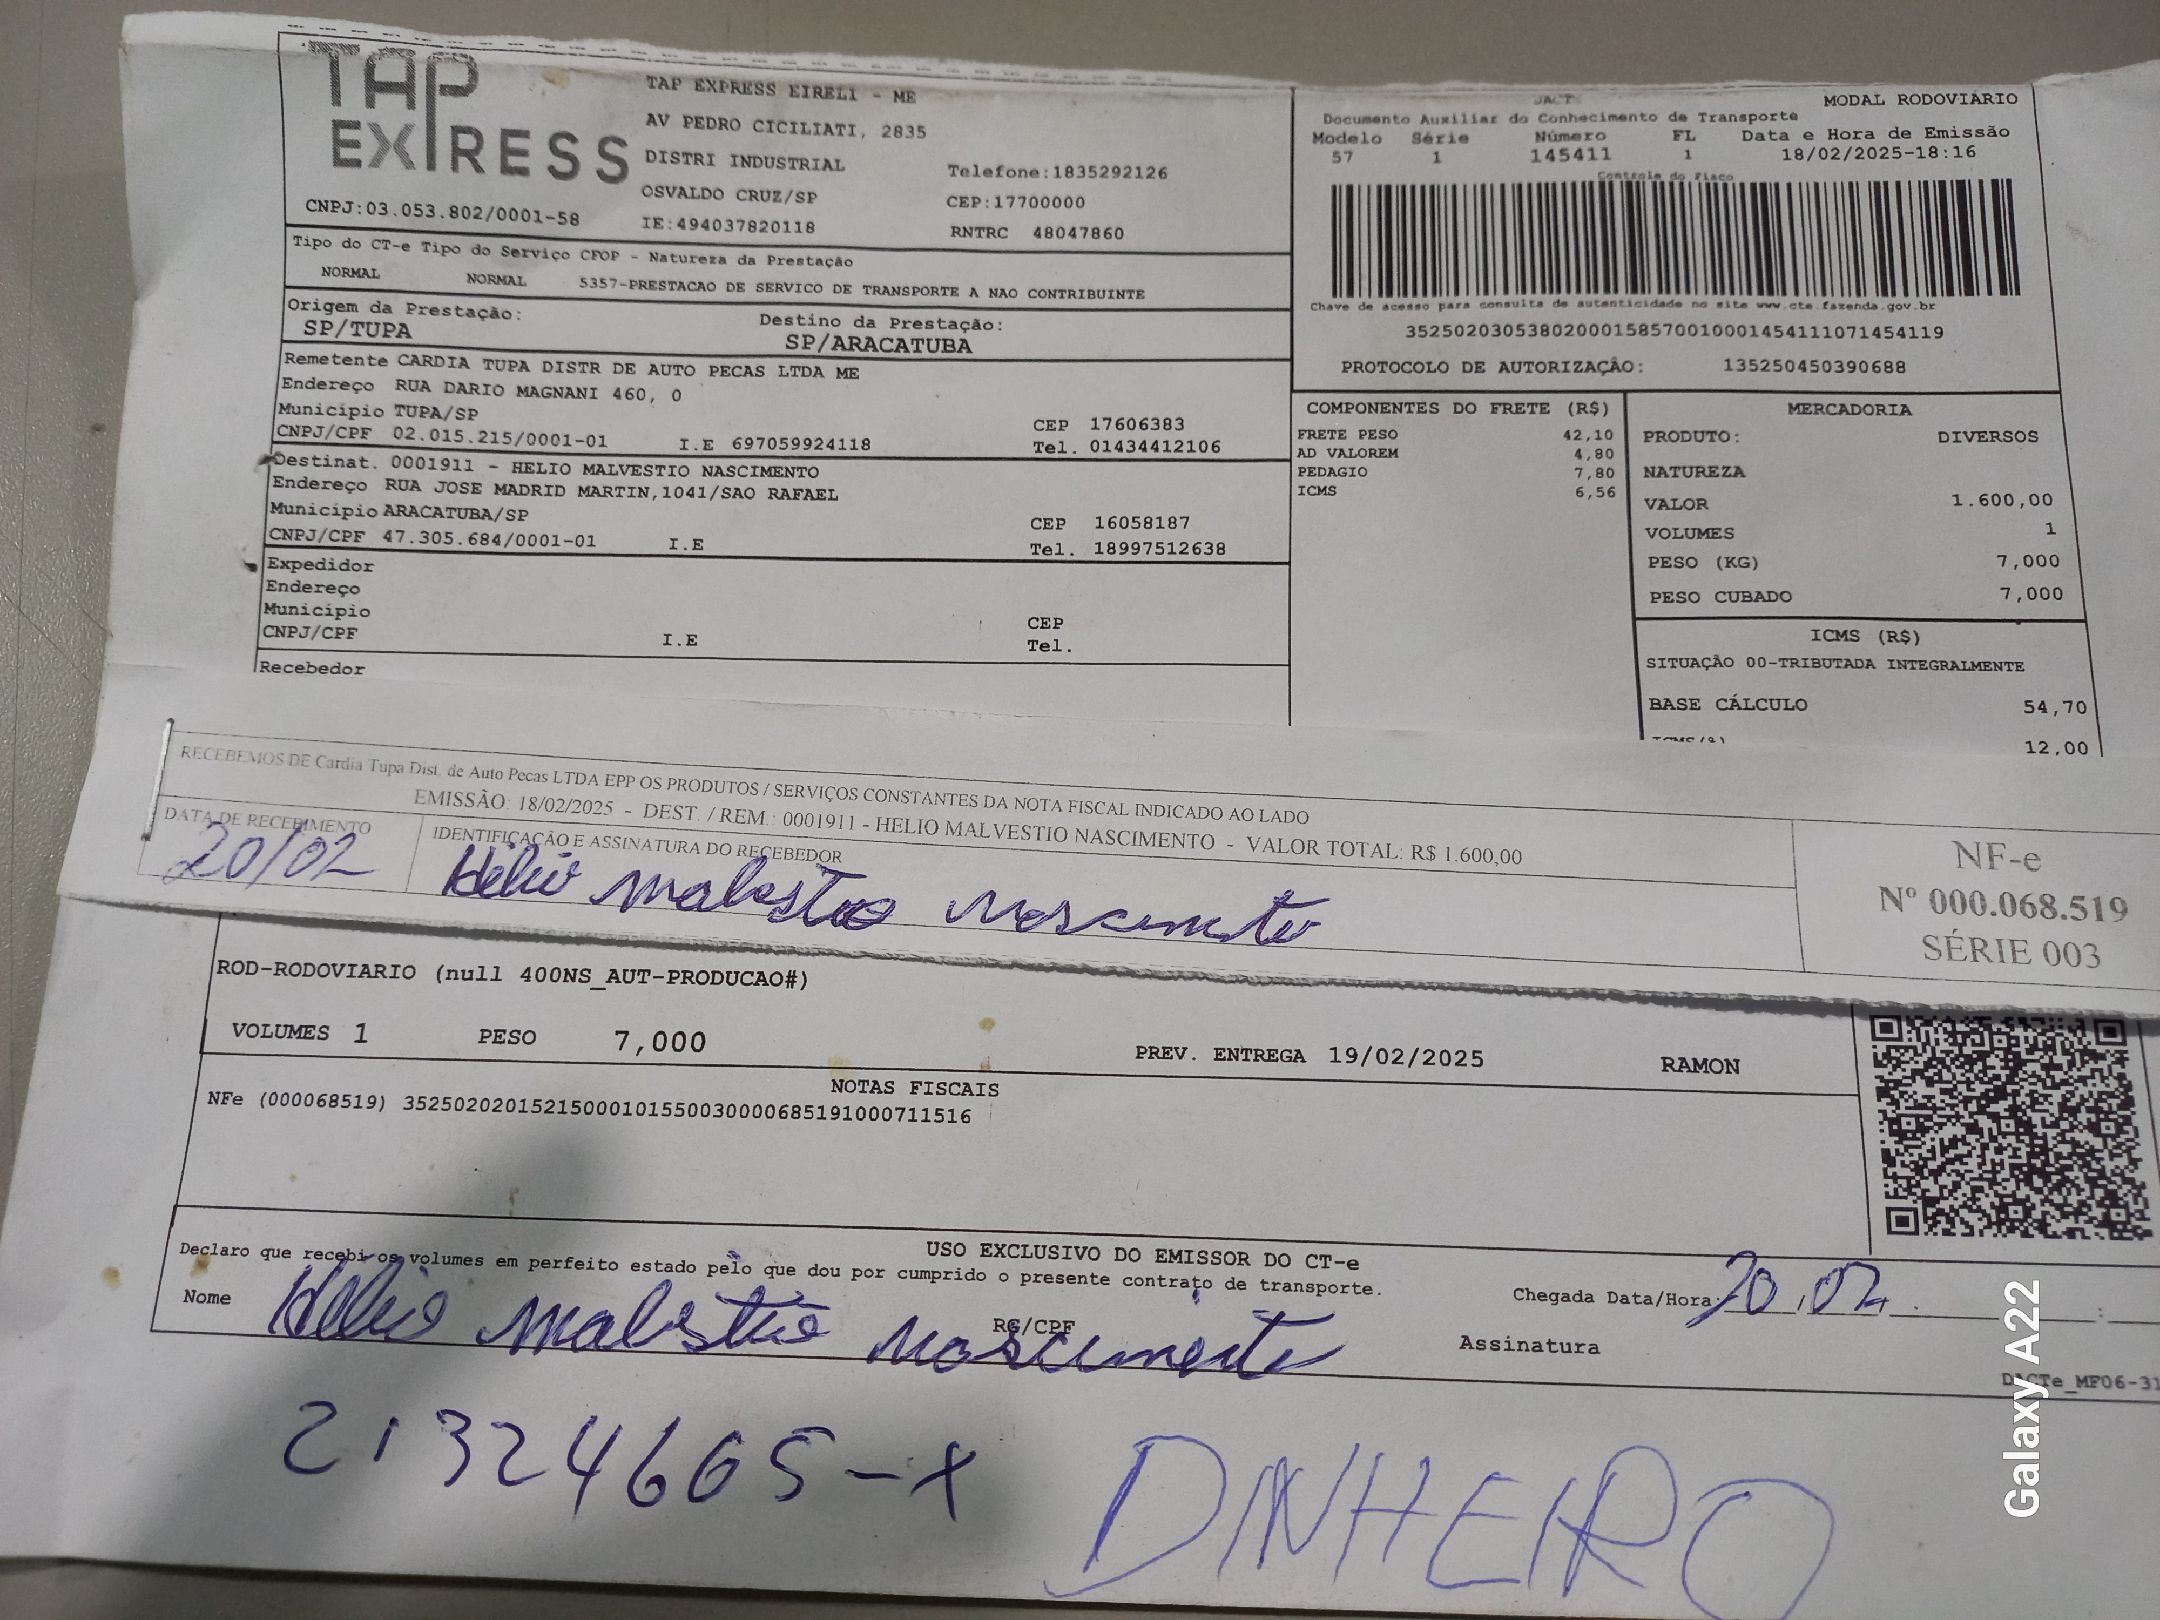 TAP EXPRESS
TAP EXPRESS EIRELI - ME
AV PEDRO CICILIATI, 2835
DISTRI INDUSTRIAL
Telefone:1835292126
OSVALDO CRUZ/SP
CEP:17700000
CNPJ:03.053.802/0001-58
IE:494037820118
RNTRC 48047860
DACT
MODAL RODOVIÁRIO
Documento Auxiliar do Conhecimento de Transporte
Modelo Série Número FL Data e Hora de Emissão
57 1 145411 1 18/02/2025-18:16
Controle do Fisco
Chave de acesso para consulta de autenticidade no site www.cte.fazenda.gov.br
35250203053802000158570010001454111071454119
PROTOCOLO DE AUTORIZAÇÃO: 135250450390688
Tipo do CT-e Tipo do Serviço CFOP - Natureza da Prestação
NORMAL NORMAL 5357-PRESTACAO DE SERVICO DE TRANSPORTE A NAO CONTRIBUINTE
Origem da Prestação: Destino da Prestação:
SP/TUPA SP/ARACATUBA
Remetente CARDIA TUPA DISTR DE AUTO PECAS LTDA ME
Endereço RUA DARIO MAGNANI 460, 0
Município TUPA/SP CEP 17606383
CNPJ/CPF 02.015.215/0001-01 I.E 697059924118 Tel. 01434412106
Destinat. 0001911 - HELIO MALVESTIO NASCIMENTO
Endereço RUA JOSE MADRID MARTIN,1041/SAO RAFAEL
Município ARACATUBA/SP CEP 16058187
CNPJ/CPF 47.305.684/0001-01 I.E Tel. 18997512638
Expedidor
Endereço
Município CEP
CNPJ/CPF I.E Tel.
Recebedor
COMPONENTES DO FRETE (R$)
FRETE PESO 42,10
AD VALOREM 4,80
PEDAGIO 7,80
ICMS 6,56
MERCADORIA
PRODUTO: DIVERSOS
NATUREZA
VALOR 1.600,00
VOLUMES 1
PESO (KG) 7,000
PESO CUBADO 7,000
ICMS (R$)
SITUAÇÃO 00-TRIBUTADA INTEGRALMENTE
BASE CÁLCULO 54,70
12,00
RECEBEMOS DE Cardia Tupa Dist. de Auto Pecas LTDA EPP OS PRODUTOS / SERVIÇOS CONSTANTES DA NOTA FISCAL INDICADO AO LADO
EMISSÃO: 18/02/2025 - DEST. / REM.: 0001911 - HELIO MALVESTIO NASCIMENTO - VALOR TOTAL: R$ 1.600,00
DATA DE RECEBIMENTO
IDENTIFICAÇÃO E ASSINATURA DO RECEBEDOR
20/02
Hélio Malvestio Nascimento
NF-e
Nº 000.068.519
SÉRIE 003
ROD-RODOVIARIO (null 400NS_AUT-PRODUCAO#)
VOLUMES 1 PESO 7,000 PREV. ENTREGA 19/02/2025 RAMON
NOTAS FISCAIS
NFe (000068519) 35250202015215000101550030000685191000711516
USO EXCLUSIVO DO EMISSOR DO CT-e
Declaro que recebi os volumes em perfeito estado pelo que dou por cumprido o presente contrato de transporte.
Chegada Data/Hora: 20,02
Nome Hélio Malvestio Nascimento
RG/CPF
Assinatura
DACTe_MF06-31
21324605-X
DINHEIRO
Galaxy A22